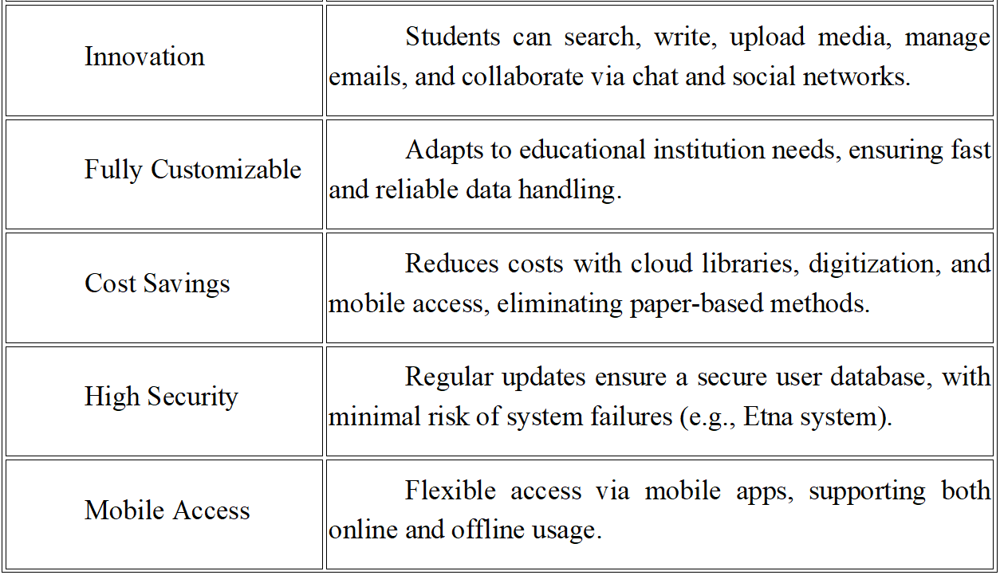 Innovation
Students can search, write, upload media, manage
emails, and collaborate via chat and social networks.
Fully Customizable
Adapts to educational institution needs, ensuring fast
and reliable data handling.
Cost Savings
Reduces costs with cloud libraries, digitization, and
mobile access, eliminating paper-based methods.
High Security
Regular updates ensure a secure user database, with
minimal risk of system failures (e.g., Etna system).
Mobile Access
Flexible access via mobile apps, supporting both
online and offline usage.